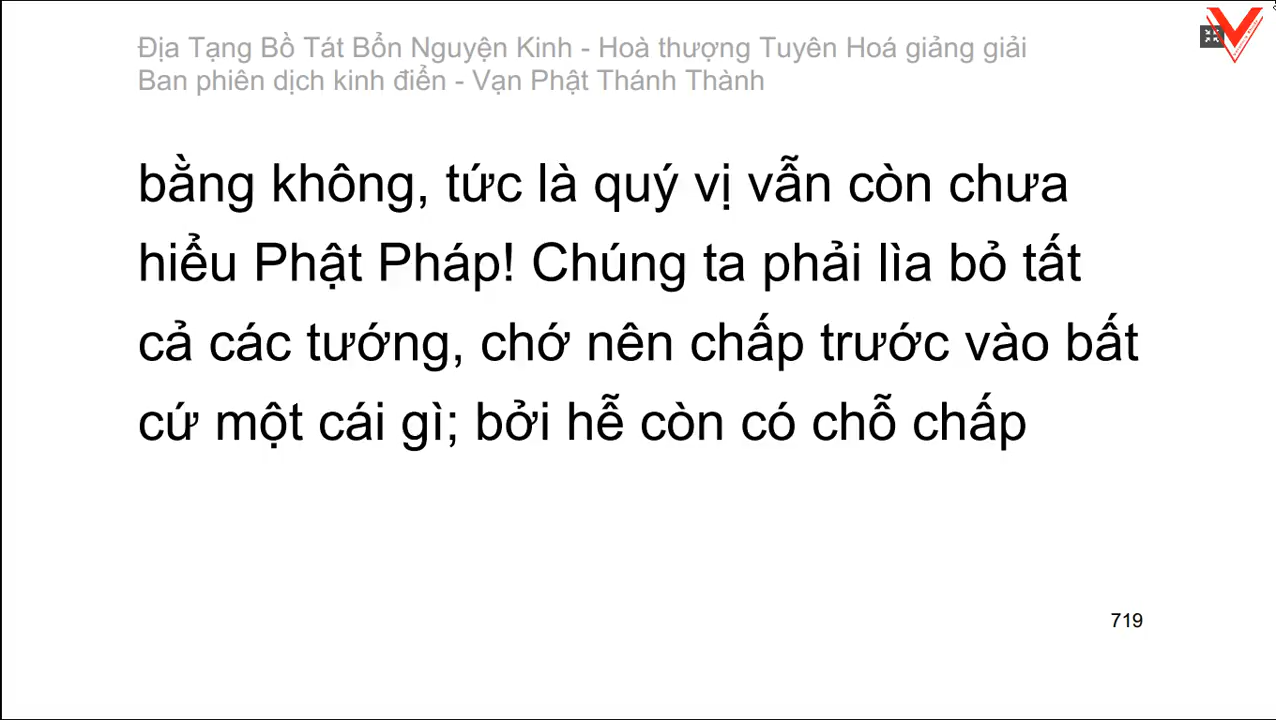 Địa Tạng Bồ Tát Bổn Nguyện Kinh - Hoà thượng Tuyên Hoá giảng giải
Ban phiên dịch kinh điển - Vạn Phật Thánh Thành
bằng không, tức là quý vị vẫn còn chưa
hiểu Phật Pháp! Chúng ta phải lìa bỏ tất
cả các tướng, chớ nên chấp trước vào bất
cứ một cái gì; bởi hễ còn có chỗ chấp
719